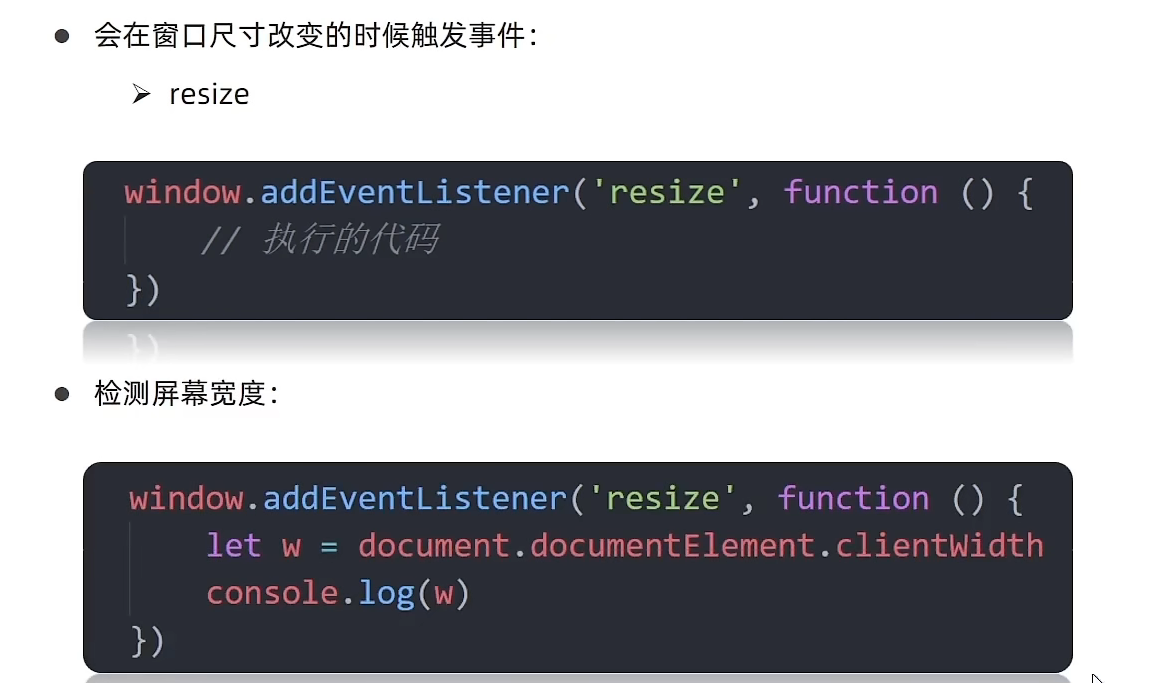 会在窗口尺寸改变的时候触发事件：
resize
window.addEventListener('resize', function () {
// 执行的代码
})
检测屏幕宽度：
window.addEventListener('resize', function () {
let w = document.documentElement.clientWidth
console.log(w)
})